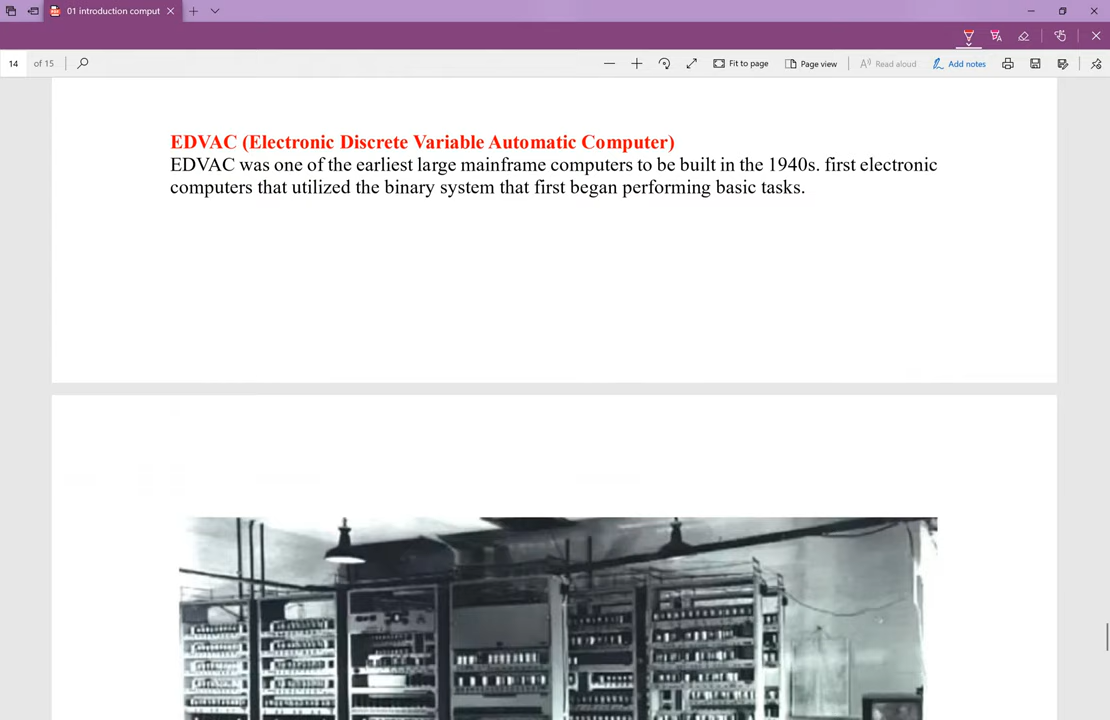 01 introduction comput
14 of 15
Fit to page
Page view
Read aloud
Add notes
EDVAC (Electronic Discrete Variable Automatic Computer)
EDVAC was one of the earliest large mainframe computers to be built in the 1940s. first electronic
computers that utilized the binary system that first began performing basic tasks.